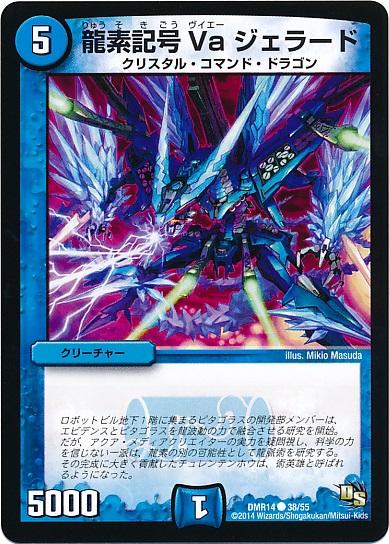 5
りゅう そ き ごう ヴイエー
龍素記号 Va ジェラード
クリスタル・コマンド・ドラゴン
illus. Mikio Masuda
クリーチャー
ロボットビル地下1階に集まるピタゴラスの開発部メンバーは、
エビデンスとピタゴラスを龍波動の力で融合させる研究を開始。
だが、アクア・メディアクリエイターの実力を疑問視し、科学の力
を信じない一派は、龍素の別の可能性として龍脈術を研究する。
その完成に大きく貢献したチュレンテンホウは、術英雄と呼ばれ
るようになった。
5000
1
DS
DMR14 38/55
©2014 Wizards/Shogakukan/Mitsui-Kids